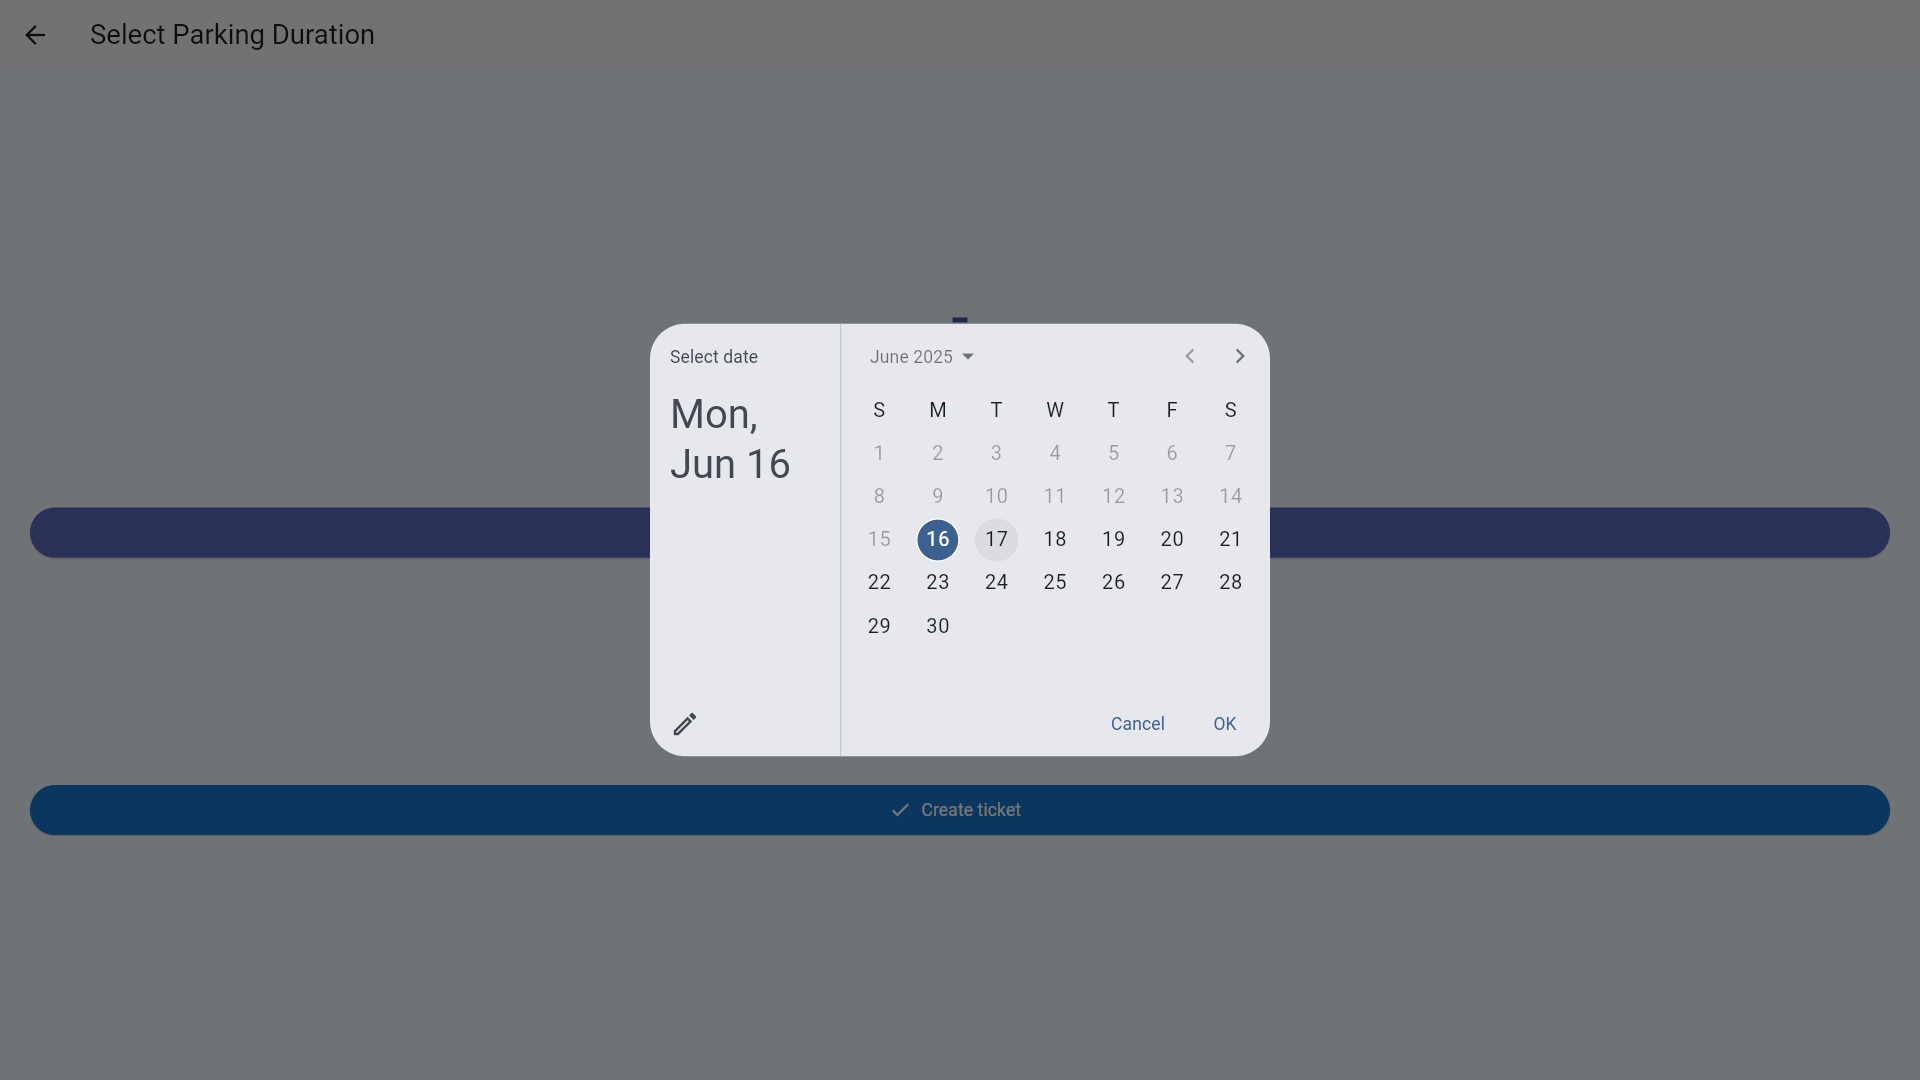 Select Parking Duration
Select date
Mon,
Jun 16
June 2025
S M T W T F S
1 2 3 4 5 6 7
8 9 10 11 12 13 14
15 16 17 18 19 20 21
22 23 24 25 26 27 28
29 30
Cancel OK
Create ticket